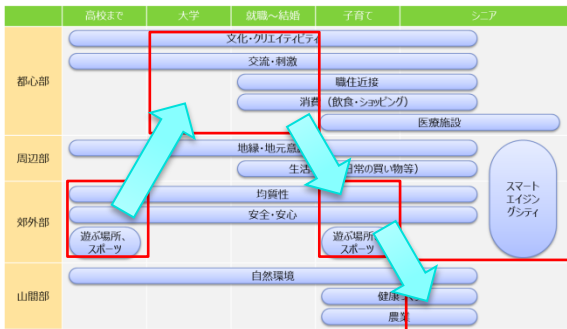 高校まで 大学 就職～結婚 子育て シニア
都心部
文化・クリエイティビティ
交流・刺激
職住近接
消費（飲食・ショッピング）
医療施設
周辺部
地縁・地元意
生活 日常の買い物等）
郊外部
均質性
安全・安心
遊ぶ場所、
スポーツ
遊ぶ場所
スポーツ
スマート
エイジン
グシティ
山間部
自然環境
健康
農業